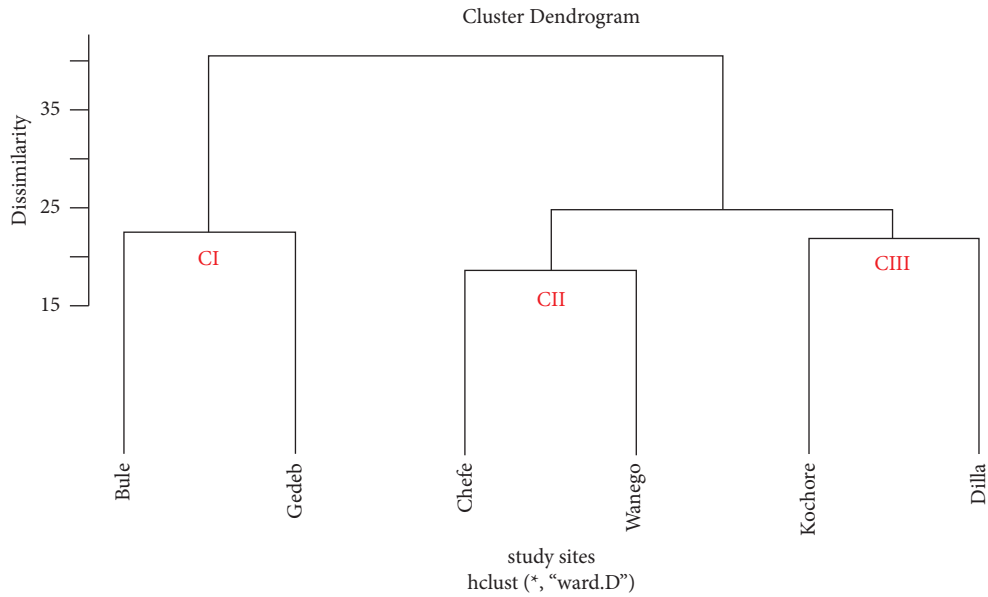 Cluster Dendrogram
Dissimilarity
35
25
15
CI
CII
CIII
Bule
Gedeb
Chefe
Wanego
Kochore
Dilla
study sites
hclust (*, “ward.D”)